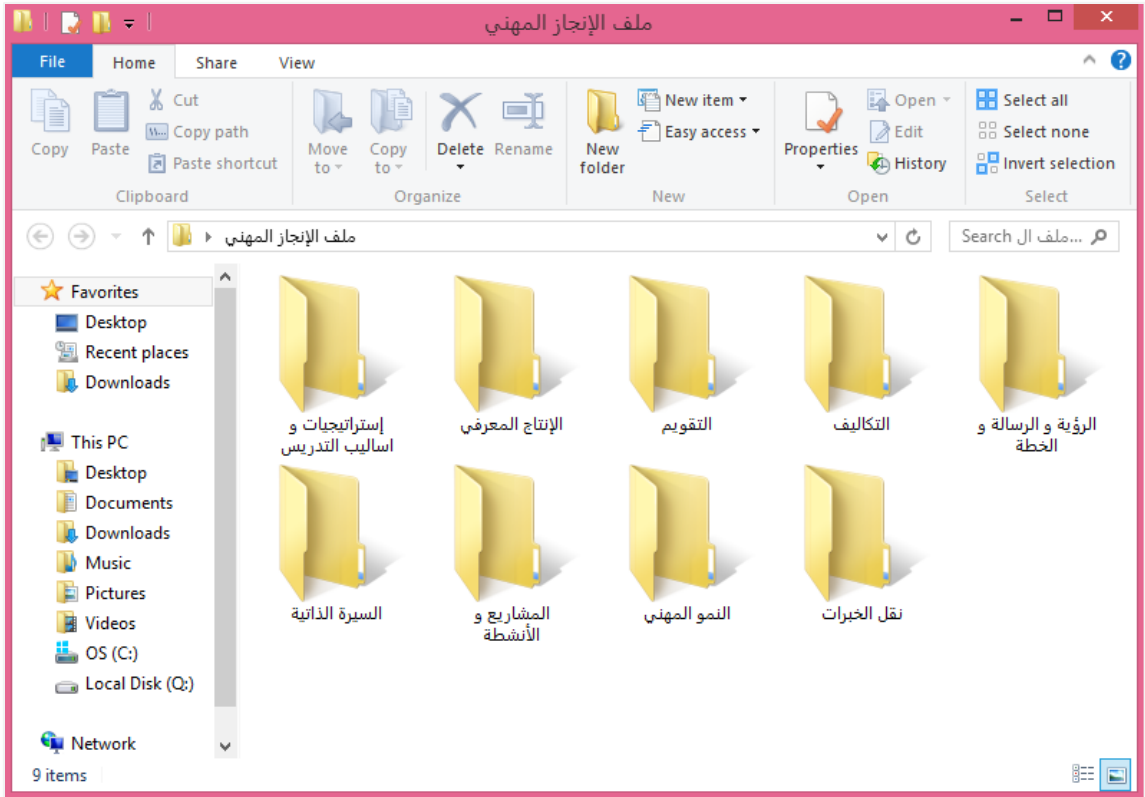 ملف الإنجاز المهني
File
Home
Share
View
Copy
Paste
Cut
Copy path
Paste shortcut
Clipboard
Move to
Copy to
Delete
Rename
Organize
New folder
New item
Easy access
New
Properties
Open
Edit
History
Open
Select all
Select none
Invert selection
Select
ملف الإنجاز المهني
Search ملف ال...
Favorites
Desktop
Recent places
Downloads
This PC
Desktop
Documents
Downloads
Music
Pictures
Videos
OS (C:)
Local Disk (Q:)
Network
إستراتيجيات و
اساليب التدريس
الإنتاج المعرفي
التقويم
التكاليف
الرؤية و الرسالة و
الخطة
السيرة الذاتية
المشاريع و
الأنشطة
النمو المهني
نقل الخبرات
9 items